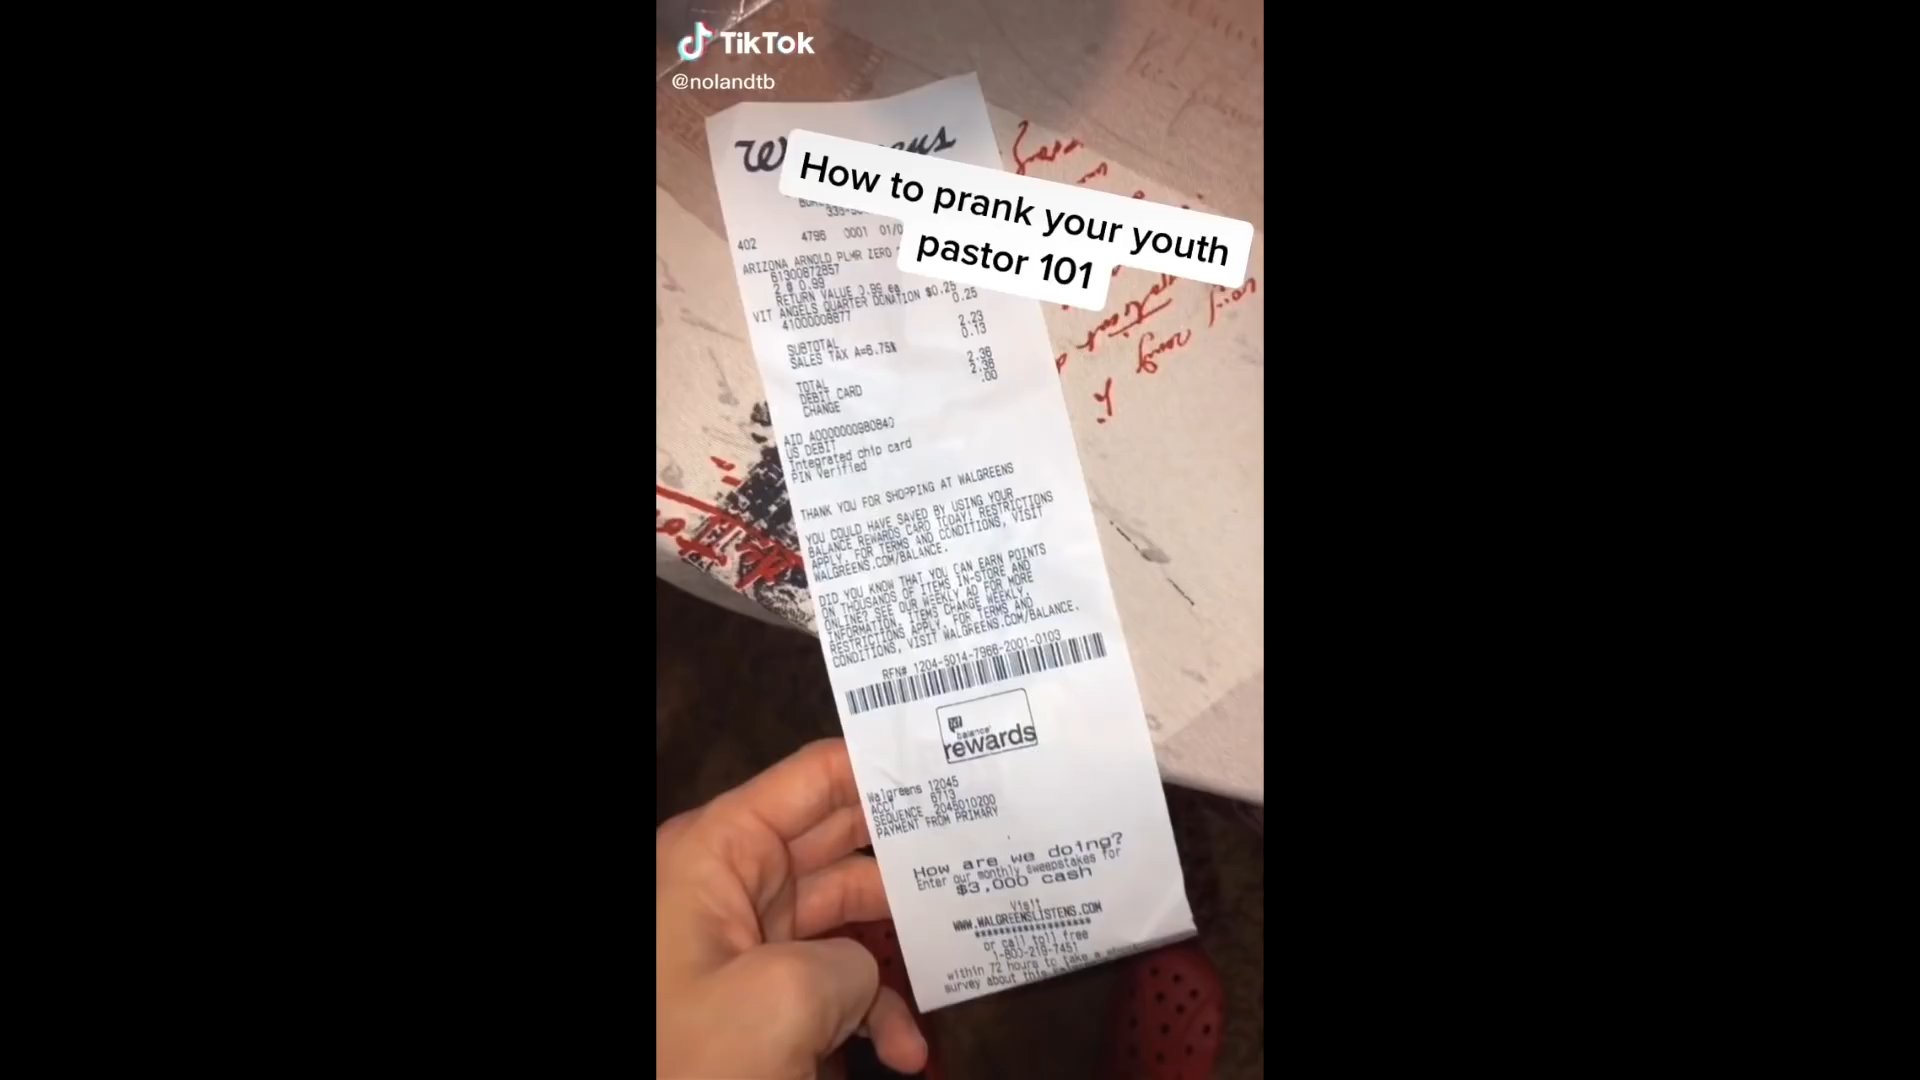 TikTok
@nolandtb
How to prank your youth
pastor 101
402 4796 0001 01/0
ARIZONA ARNOLD PLMR ZERO
61300872857
2 @ 0.99
RETURN VALUE 0.99 ea
VIT ANGELS QUARTER DONATION $0.25
41000008877 0.25
SUBTOTAL 2.23
SALES TAX A=6.75% 0.13
TOTAL 2.36
DEBIT CARD 2.36
CHANGE .00
AID A0000000980840
US DEBIT
Integrated chip card
PIN Verified
THANK YOU FOR SHOPPING AT WALGREENS
YOU COULD HAVE SAVED BY USING YOUR
BALANCE REWARDS CARD TODAY! RESTRICTIONS
APPLY. FOR TERMS AND CONDITIONS, VISIT
WALGREENS.COM/BALANCE.
DID YOU KNOW THAT YOU CAN EARN POINTS
ON THOUSANDS OF ITEMS IN-STORE AND
ONLINE? SEE OUR WEEKLY AD FOR MORE
INFORMATION. ITEMS CHANGE WEEKLY.
RESTRICTIONS APPLY. FOR TERMS AND
CONDITIONS, VISIT WALGREENS.COM/BALANCE.
RFN# 1204-5014-7966-2001-0103
balance
rewards
Walgreens 12045
ACCT 6713
SEQUENCE 2045010200
PAYMENT FROM PRIMARY
How are we doing?
Enter our monthly sweepstakes for
$3,000 cash
Visit
WWW.WALGREENSLISTENS.COM
or call toll free
1-800-219-7451
within 72 hours to take a
survey about this